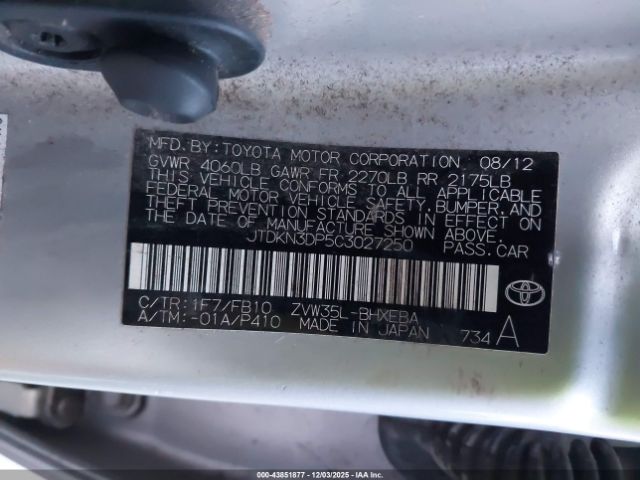 MFD. BY: TOYOTA MOTOR CORPORATION 08/12
GVWR 4060LB GAWR FR 2270LB RR 2175LB
THIS VEHICLE CONFORMS TO ALL APPLICABLE
FEDERAL MOTOR VEHICLE SAFETY, BUMPER, AND
THEFT PREVENTION STANDARDS IN EFFECT ON
THE DATE OF MANUFACTURE SHOWN ABOVE.
JTDKN3DP5C3027250 PASS.CAR
C/TR: 1F7/FB10 ZVW35L-BHXEBA
A/TM: -01A/P410 MADE IN JAPAN 734 A
000-43851877 - 12/03/2025 - IAA, Inc.